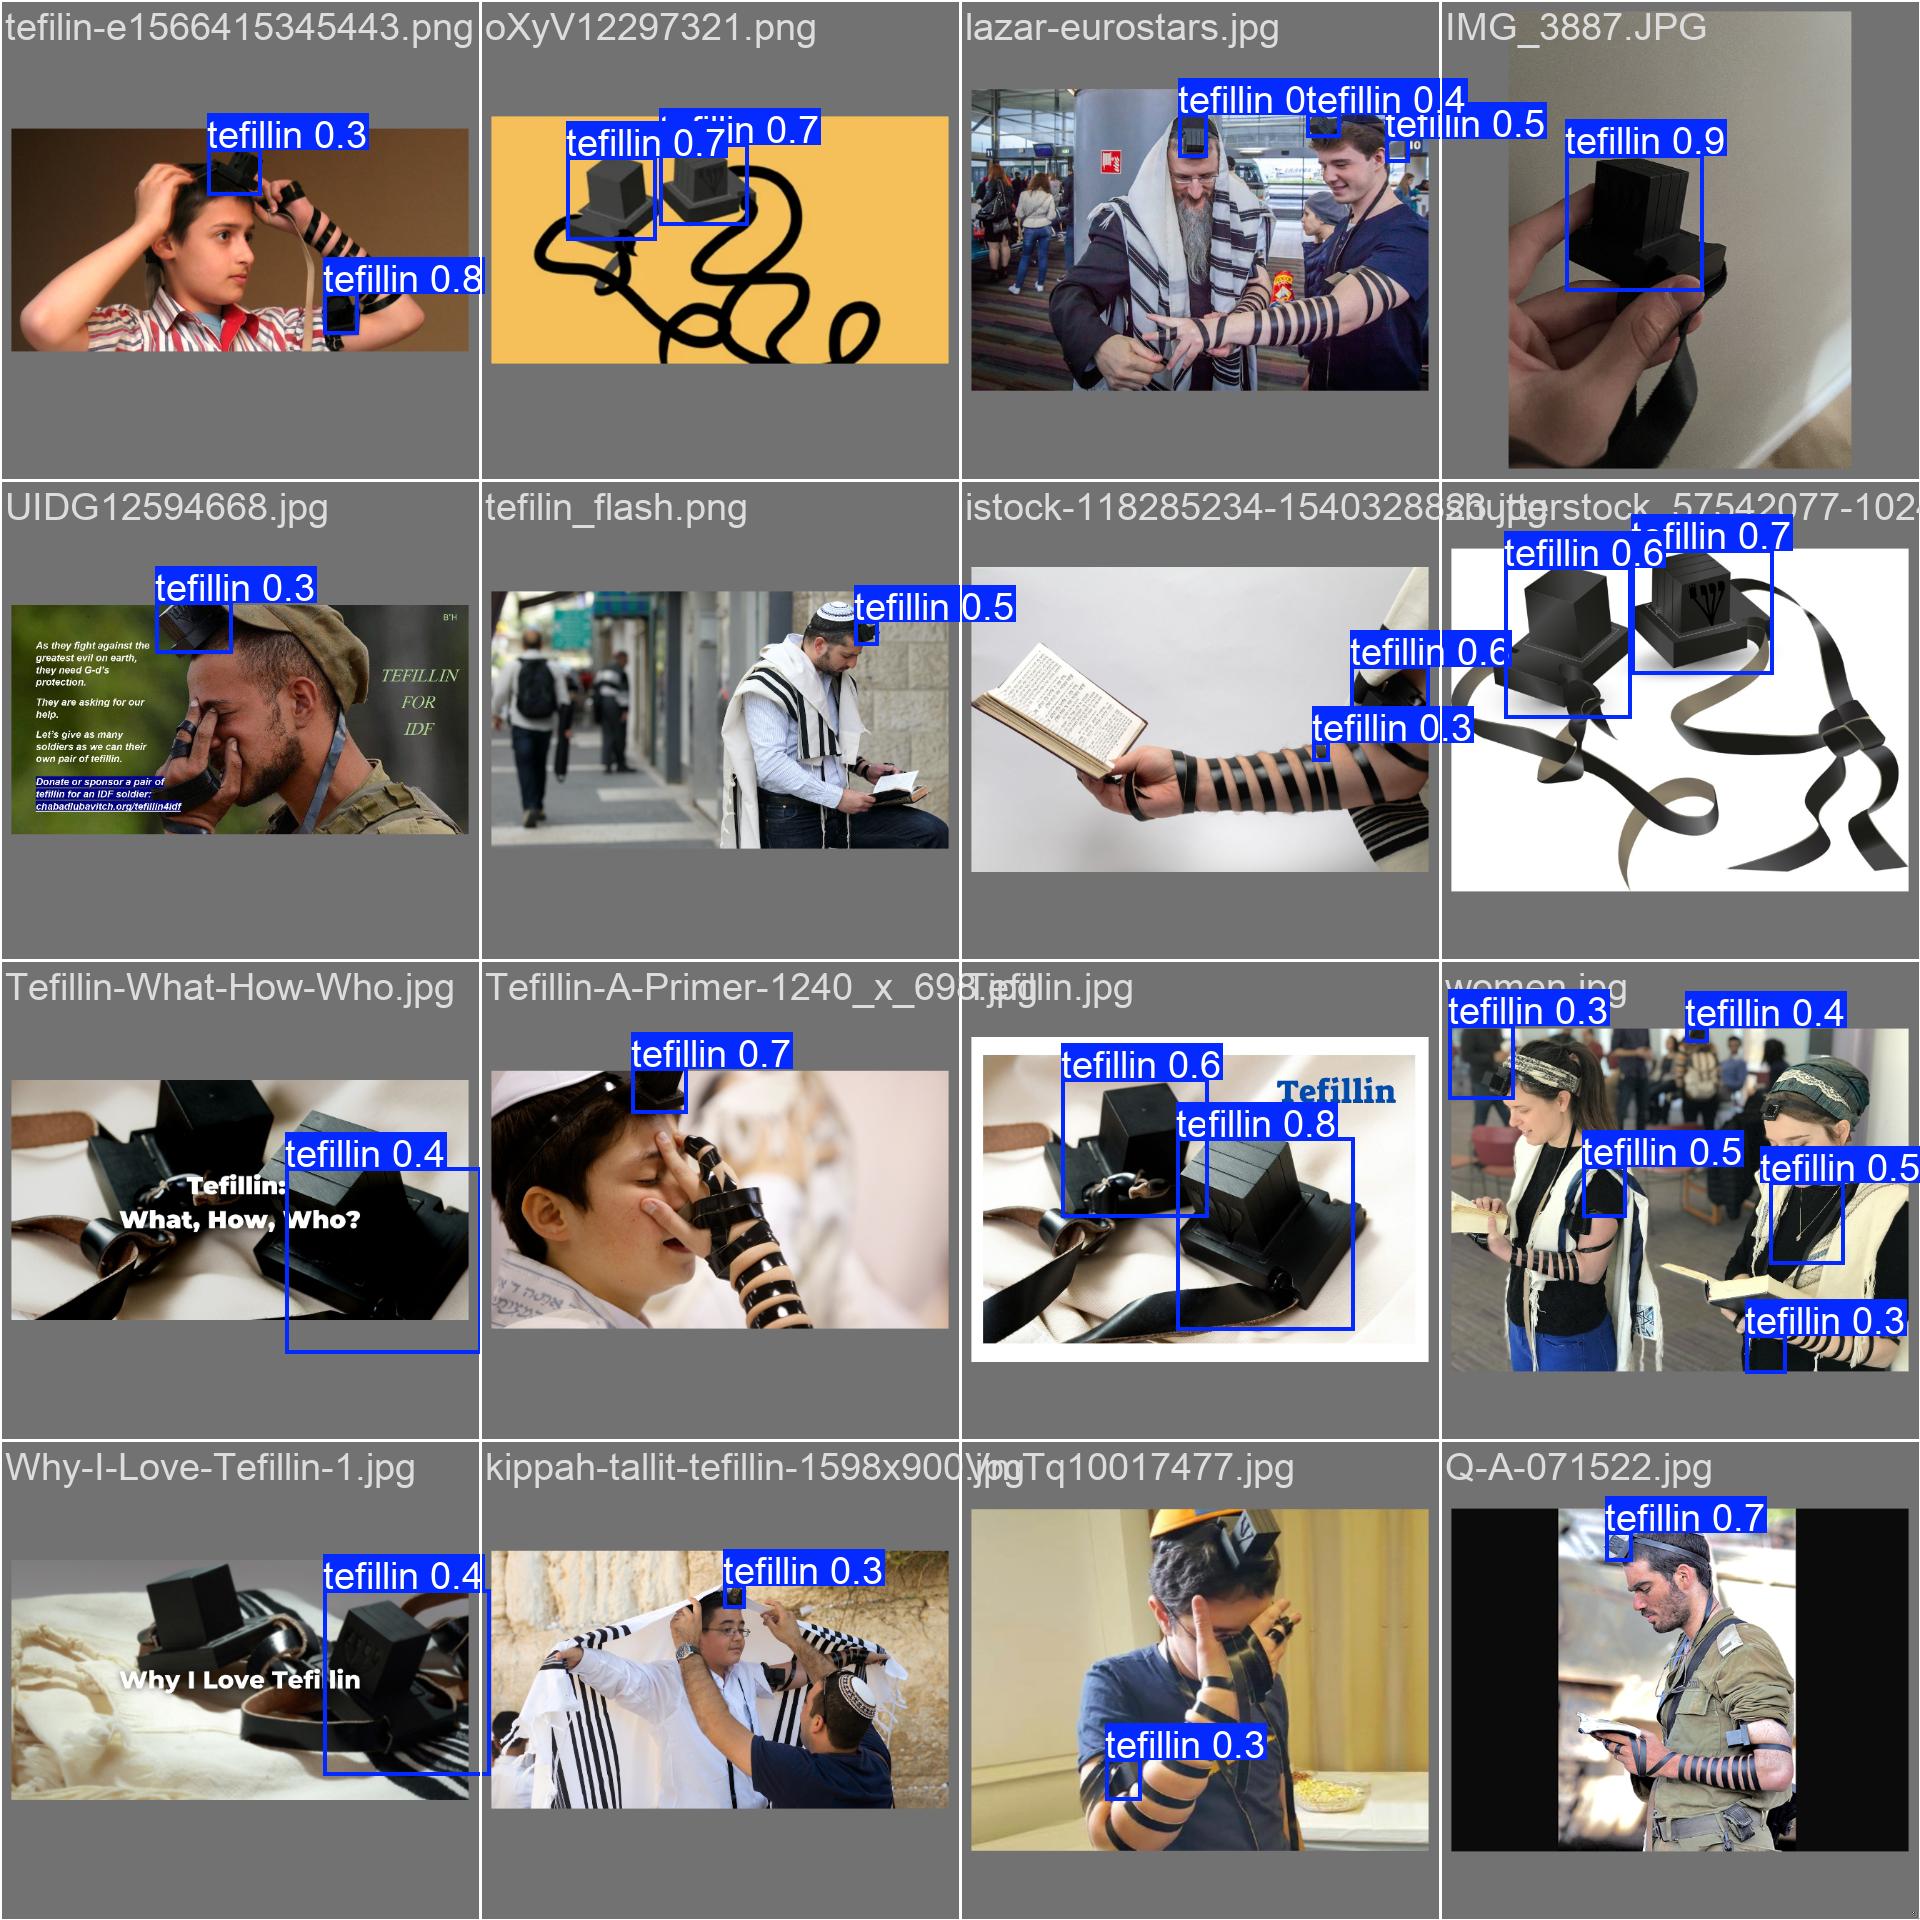 tefilin-e1566415345443.png
tefillin 0.3
tefillin 0.8
oXyV12297321.png
tefillin 0.7
tefillin 0.7
lazar-eurostars.jpg
tefillin 0
tefillin 0.4
tefillin 0.5
IMG_3887.JPG
tefillin 0.9
UIDG12594668.jpg
tefillin 0.3
B"H
As they fight against the
greatest evil on earth,
they need G-d's
protection.
They are asking for our
help.
Let's give as many
soldiers as we can their
own pair of tefillin.
Donate or sponsor a pair of
tefillin for an IDF soldier:
chabadlubavitch.org/tefillin4idf
TEFILLIN
FOR
IDF
tefilin_flash.png
tefillin 0.5
istock-118285234-1540328823.jpg
tefillin 0.6
tefillin 0.3
shutterstock_57542077-1024
tefillin 0.6
tefillin 0.7
Tefillin-What-How-Who.jpg
tefillin 0.4
Tefillin:
What, How, Who?
Tefillin-A-Primer-1240_x_698.jpg
tefillin 0.7
Tefillin.jpg
tefillin 0.6
Tefillin
tefillin 0.8
women.jpg
tefillin 0.3
tefillin 0.4
tefillin 0.5
tefillin 0.5
tefillin 0.3
Why-I-Love-Tefillin-1.jpg
tefillin 0.4
Why I Love Tefillin
kippah-tallit-tefillin-1598x900.jpg
tefillin 0.3
YmTq10017477.jpg
tefillin 0.3
Q-A-071522.jpg
tefillin 0.7